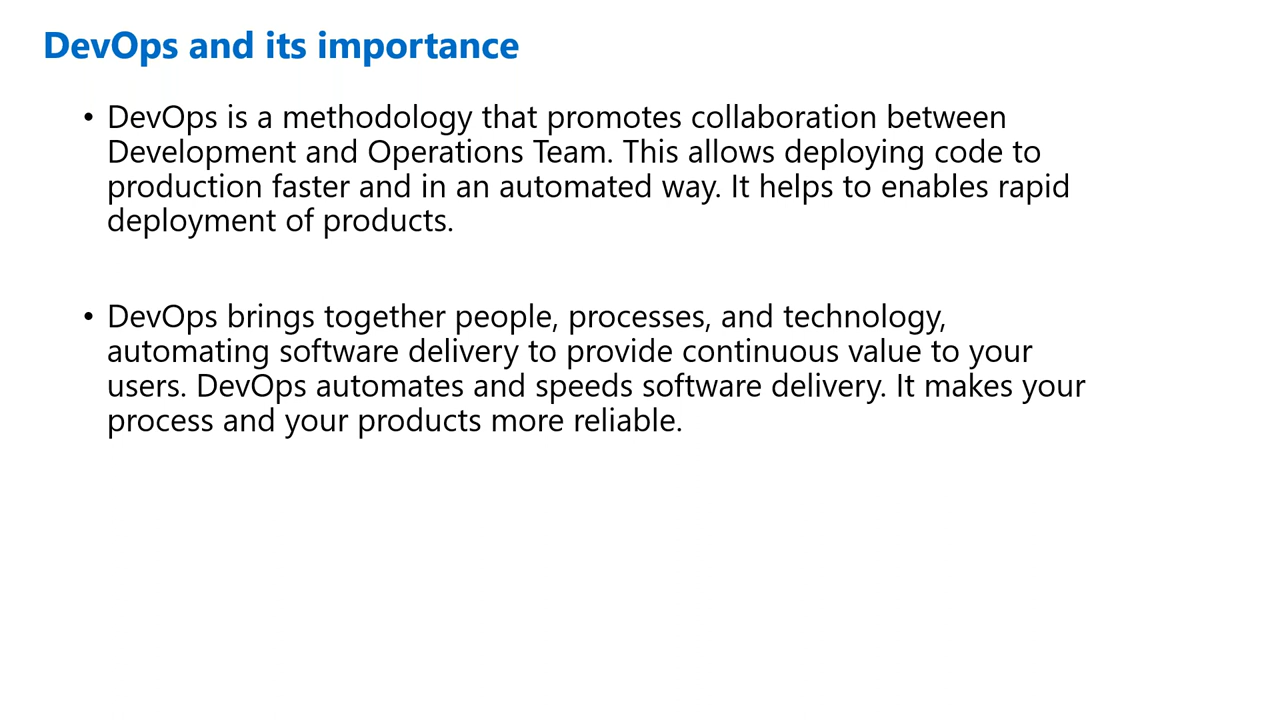 DevOps and its importance
• DevOps is a methodology that promotes collaboration between
Development and Operations Team. This allows deploying code to
production faster and in an automated way. It helps to enables rapid
deployment of products.
• DevOps brings together people, processes, and technology,
automating software delivery to provide continuous value to your
users. DevOps automates and speeds software delivery. It makes your
process and your products more reliable.